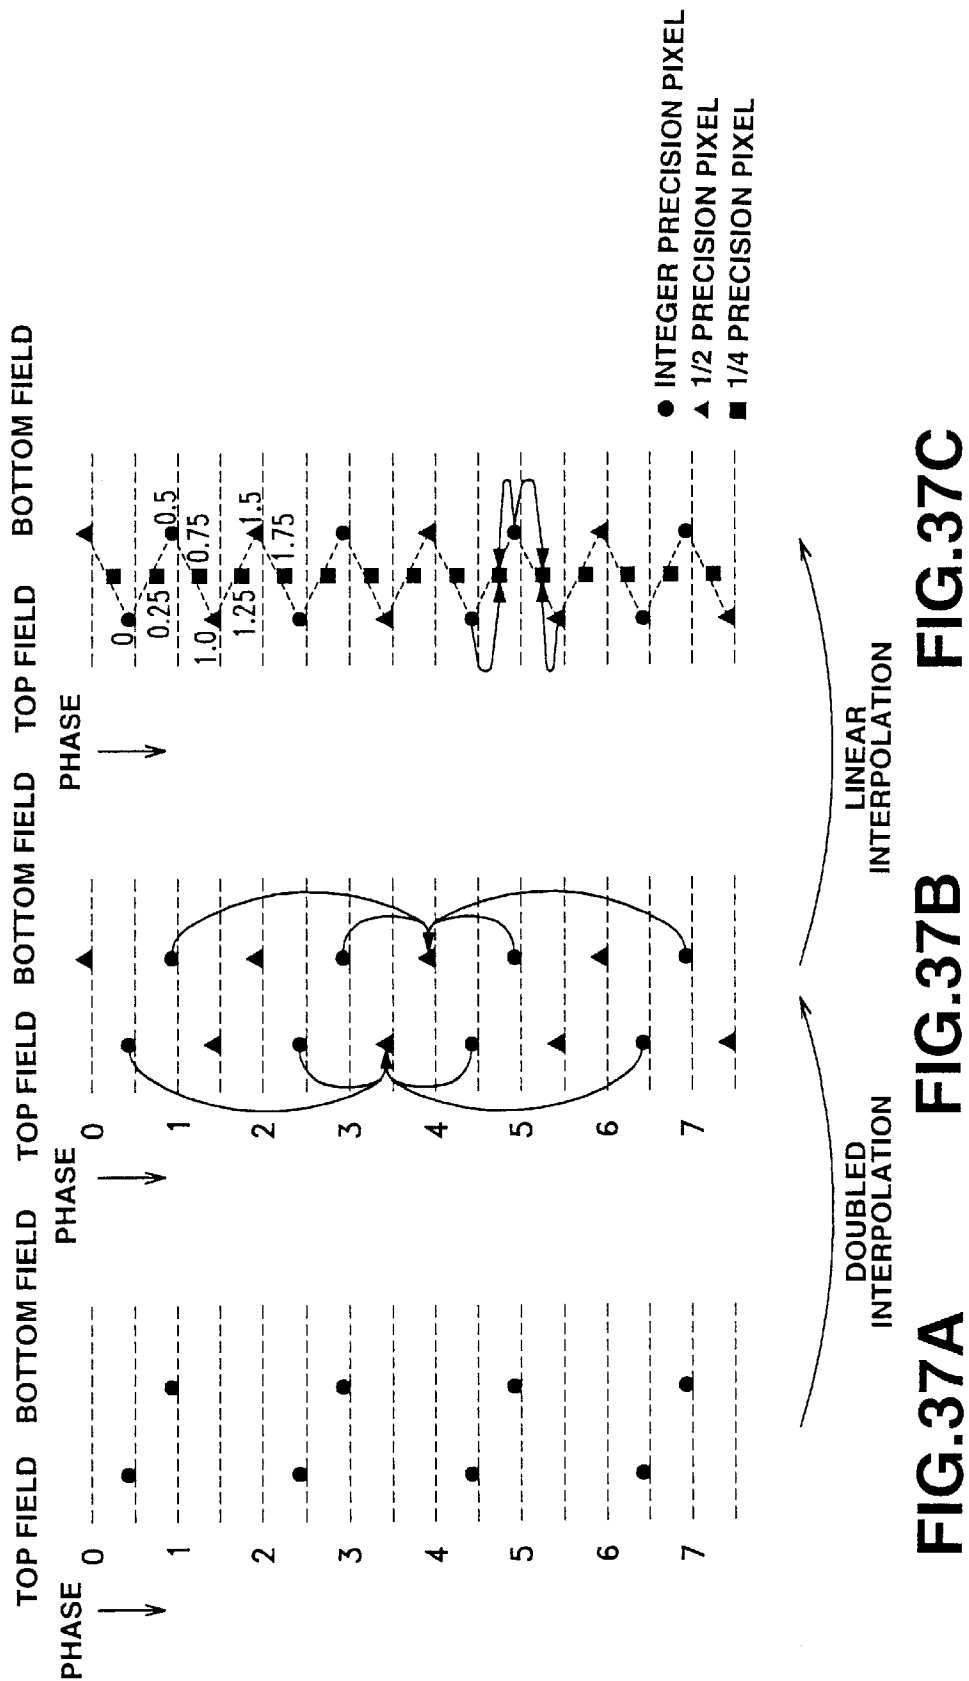 TOP FIELD BOTTOM FIELD
PHASE
0
1
2
3
4
5
6
7
FIG.37A
DOUBLED
INTERPOLATION
TOP FIELD BOTTOM FIELD
PHASE
0
1
2
3
4
5
6
7
FIG.37B
LINEAR
INTERPOLATION
TOP FIELD BOTTOM FIELD
PHASE
0
0.25
0.5
0.75
1.0
1.25
1.5
1.75
● INTEGER PRECISION PIXEL
▲ 1/2 PRECISION PIXEL
■ 1/4 PRECISION PIXEL
FIG.37C